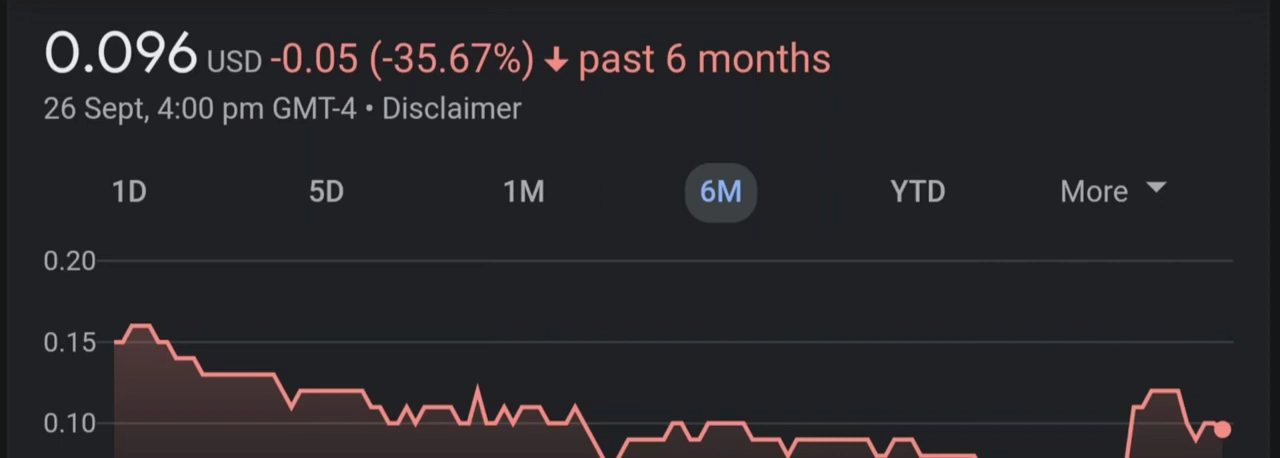 0.096 USD -0.05 (-35.67%) ↓ past 6 months
26 Sept, 4:00 pm GMT-4 • Disclaimer
1D 5D 1M 6M YTD More
0.20
0.15
0.10